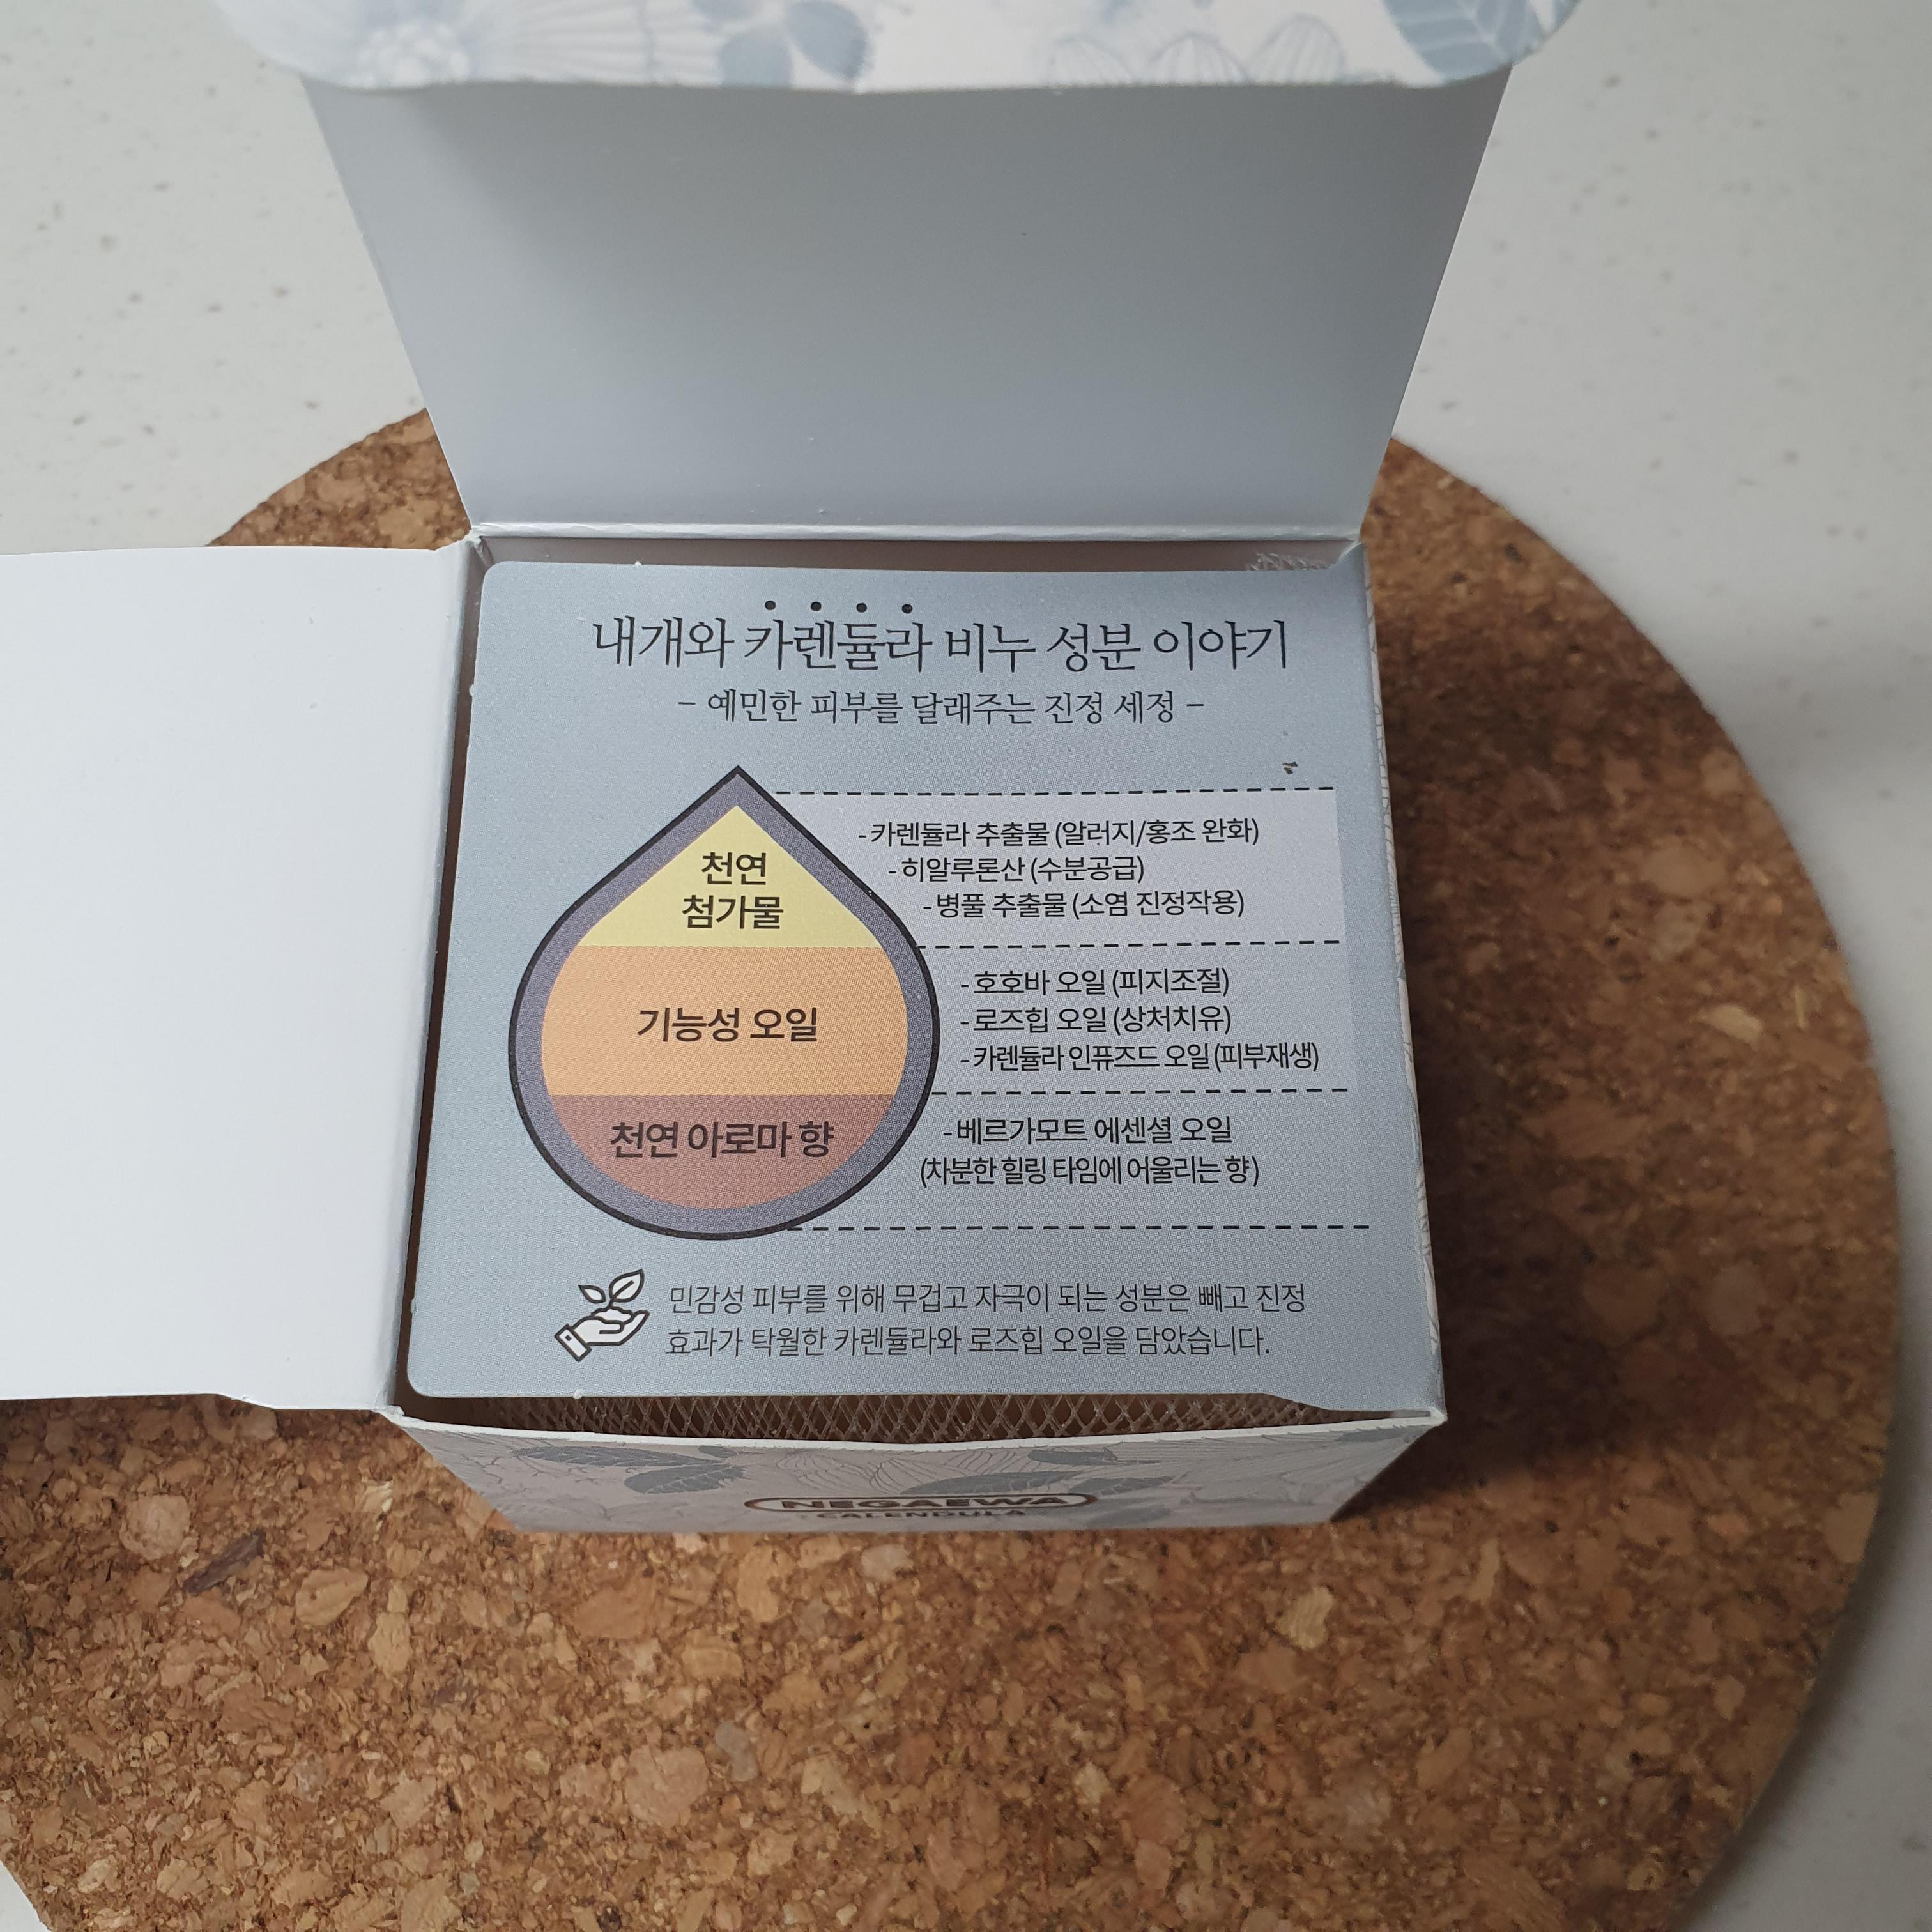 내개와 카렌듈라 비누 성분 이야기
- 예민한 피부를 달래주는 진정 세정 -
천연
첨가물
-카렌듈라 추출물 (알러지/홍조 완화)
-히알루론산 (수분공급)
-병풀 추출물 (소염 진정작용)
기능성 오일
-호호바 오일 (피지조절)
-로즈힙 오일 (상처치유)
-카렌듈라 인퓨즈드 오일 (피부재생)
천연 아로마 향
-베르가모트 에센셜 오일
(차분한 힐링 타임에 어울리는 향)
민감성 피부를 위해 무겁고 자극이 되는 성분은 빼고 진정
효과가 탁월한 카렌듈라와 로즈힙 오일을 담았습니다.
NEGAEWA
CALENDULA